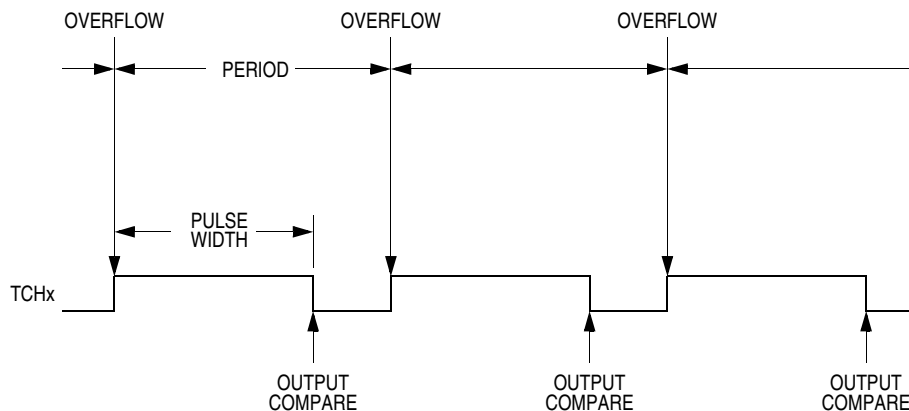 OVERFLOW
OVERFLOW
OVERFLOW
PERIOD
PULSE
WIDTH
TCHx
OUTPUT
COMPARE
OUTPUT
COMPARE
OUTPUT
COMPARE